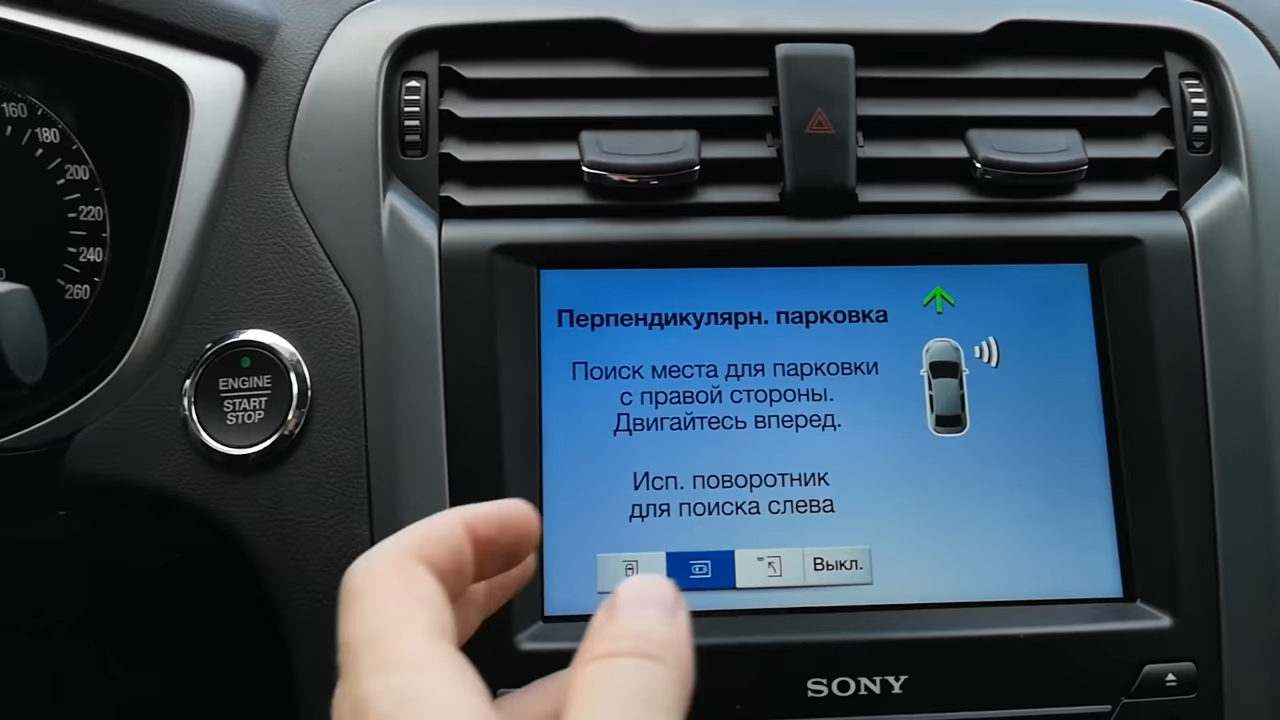 160
180
200
220
240
260
ENGINE
START
STOP
Перпендикулярн. парковка
Поиск места для парковки
с правой стороны.
Двигайтесь вперед.
Исп. поворотник
для поиска слева
Выкл.
SONY